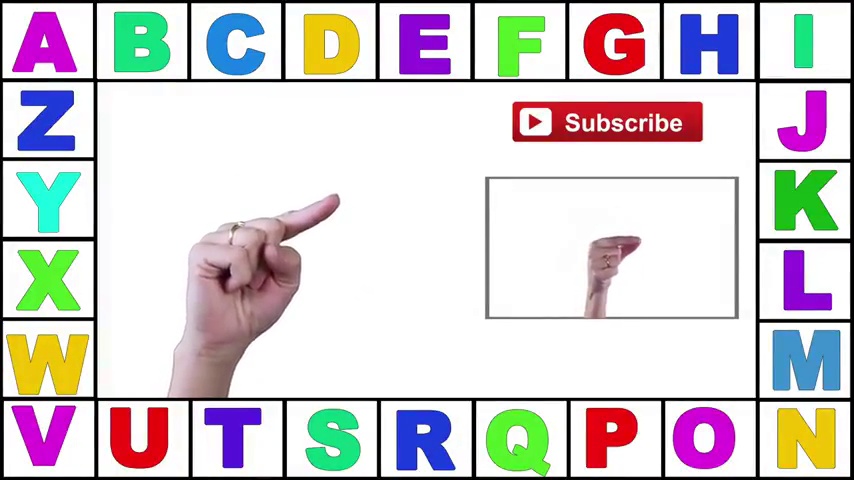 A B C D E F G H I
Subscribe
Z J
Y K
X L
W M
V U T S R Q P O N